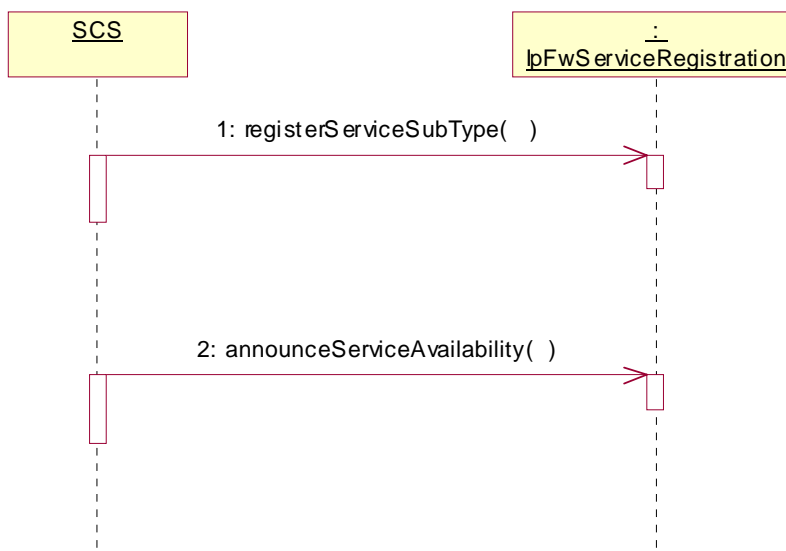 SCS
:
IpFwServiceRegistration
1: registerServiceSubType( )
2: announceServiceAvailability( )